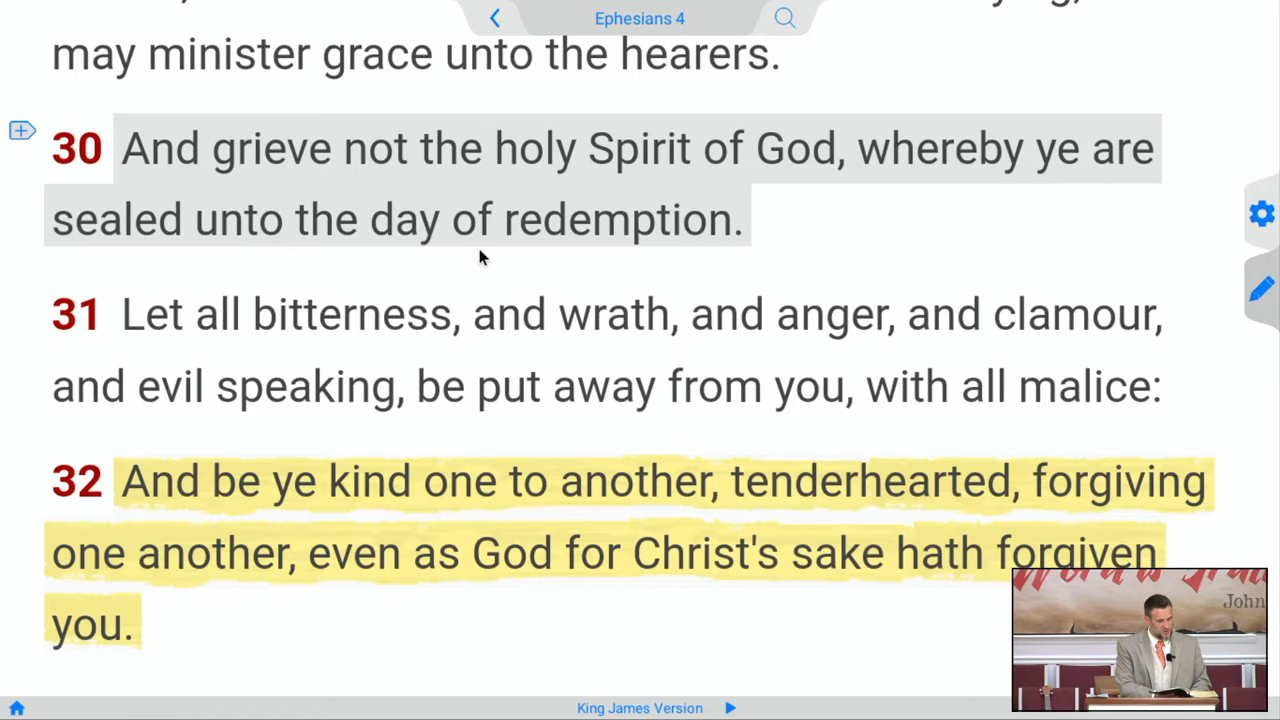 Ephesians 4
may minister grace unto the hearers.
30 And grieve not the holy Spirit of God, whereby ye are
sealed unto the day of redemption.
31 Let all bitterness, and wrath, and anger, and clamour,
and evil speaking, be put away from you, with all malice:
32 And be ye kind one to another, tenderhearted, forgiving
one another, even as God for Christ's sake hath forgiven
you.
Word is
John
King James Version